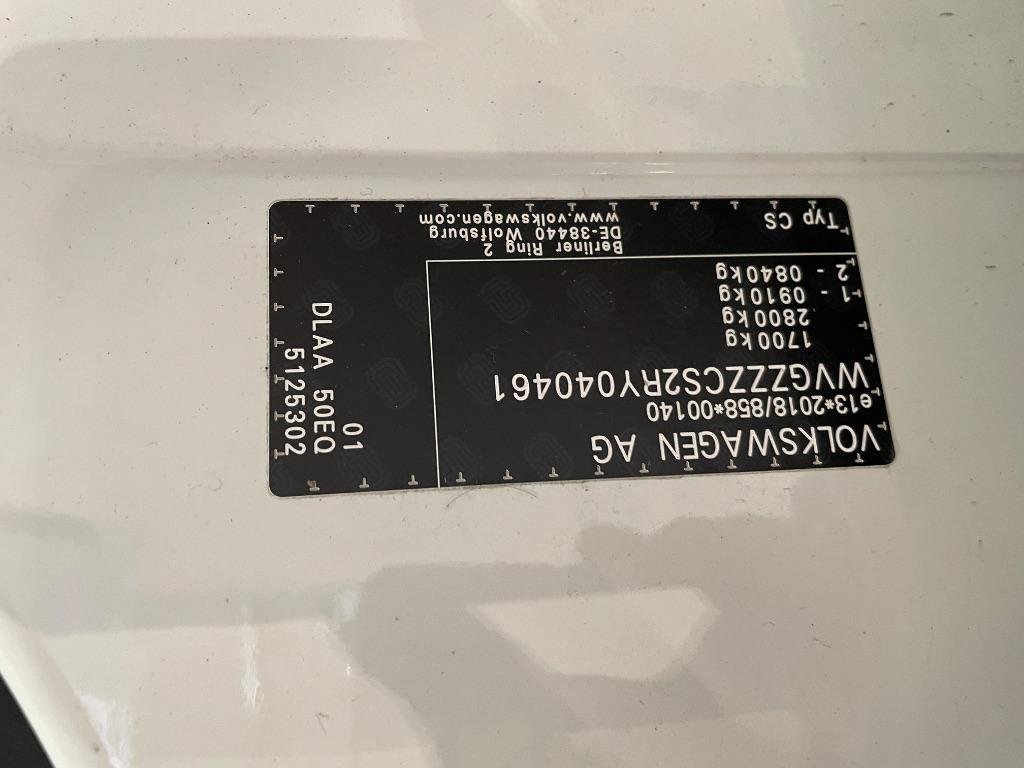 VOLKSWAGEN AG
e13*2018/858*00140
WVGZZZCS2RY040461
1700kg
2800kg
1 - 0910kg
2 - 0840kg
Typ CS
Berliner Ring 2
DE-38440 Wolfsburg
www.volkswagen.com
01
DLAA 50EQ
5125302